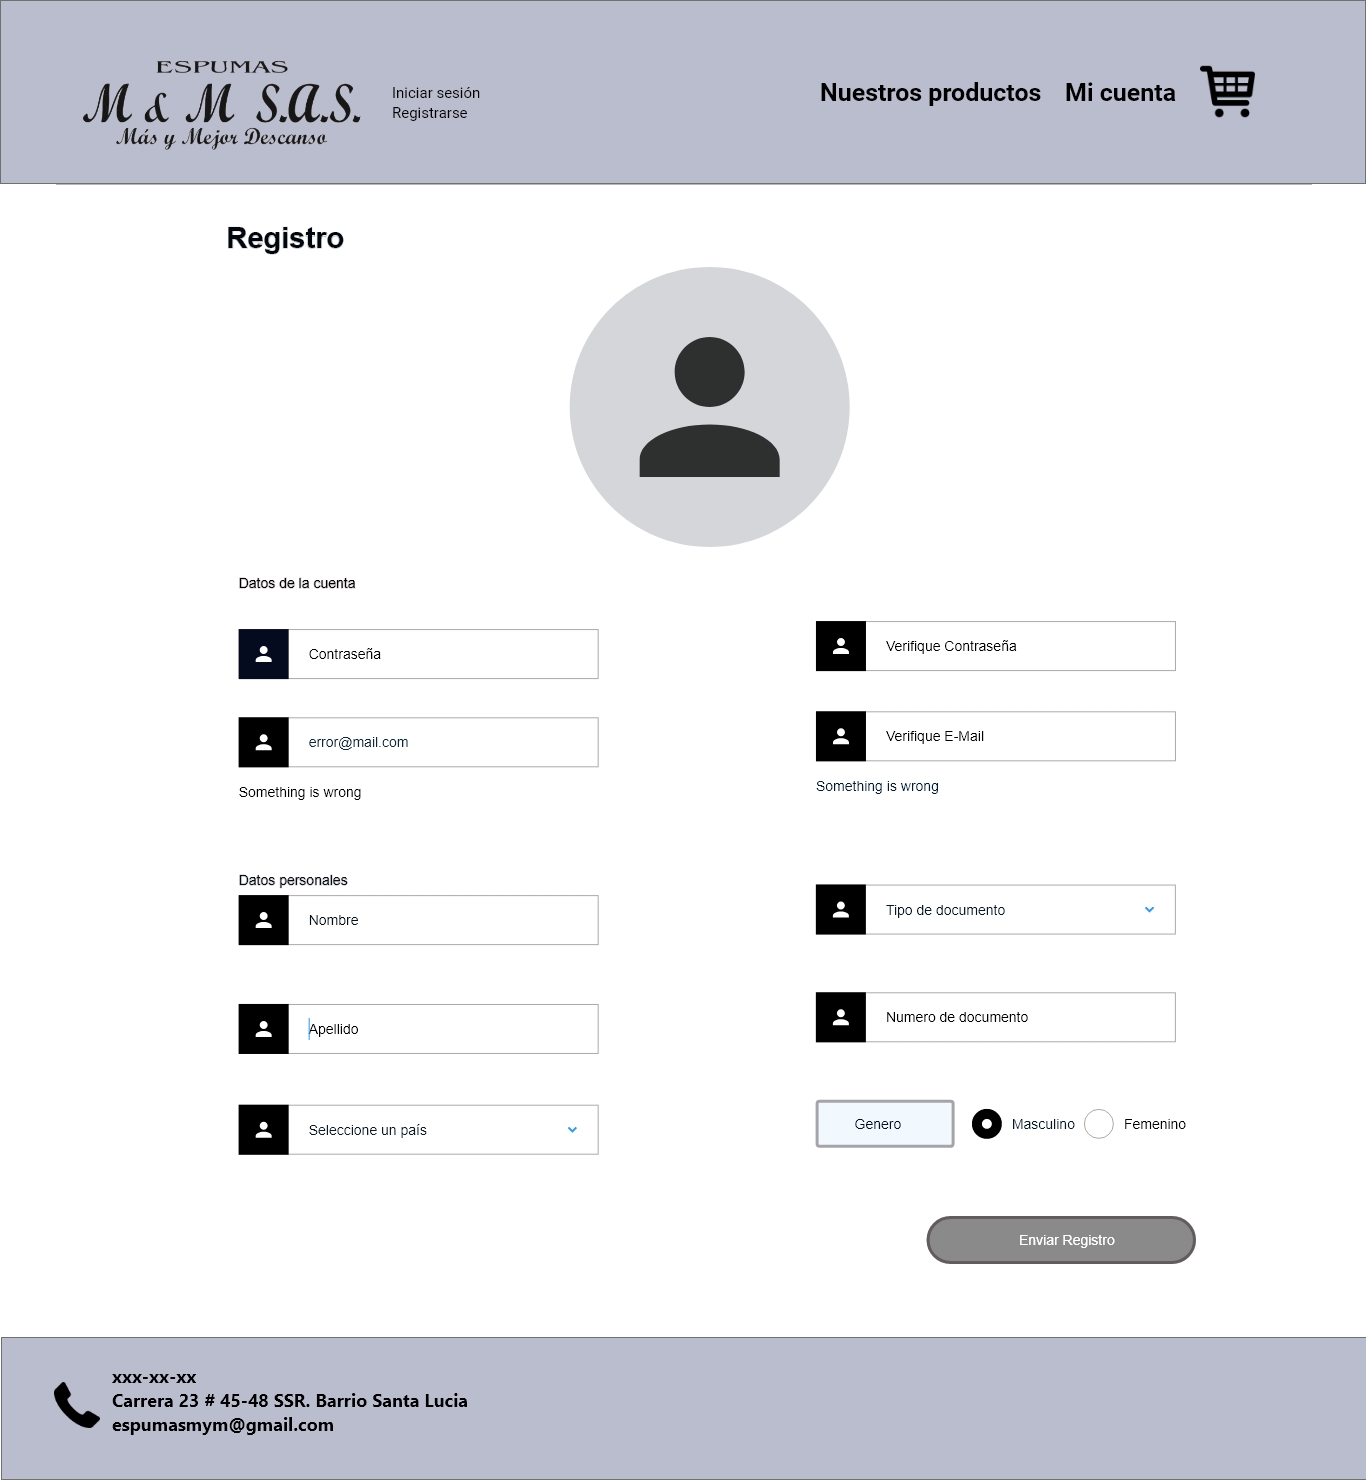 ESPUMAS
M & M S.A.S.
Más y Mejor Descanso
Iniciar sesión
Registrarse
Nuestros productos
Mi cuenta
Registro
Datos de la cuenta
Contraseña
Verifique Contraseña
error@mail.com
Verifique E-Mail
Something is wrong
Something is wrong
Datos personales
Nombre
Tipo de documento
Apellido
Numero de documento
Seleccione un país
Genero
Masculino
Femenino
Enviar Registro
xxx-xx-xx
Carrera 23 # 45-48 SSR. Barrio Santa Lucia
espumasmym@gmail.com